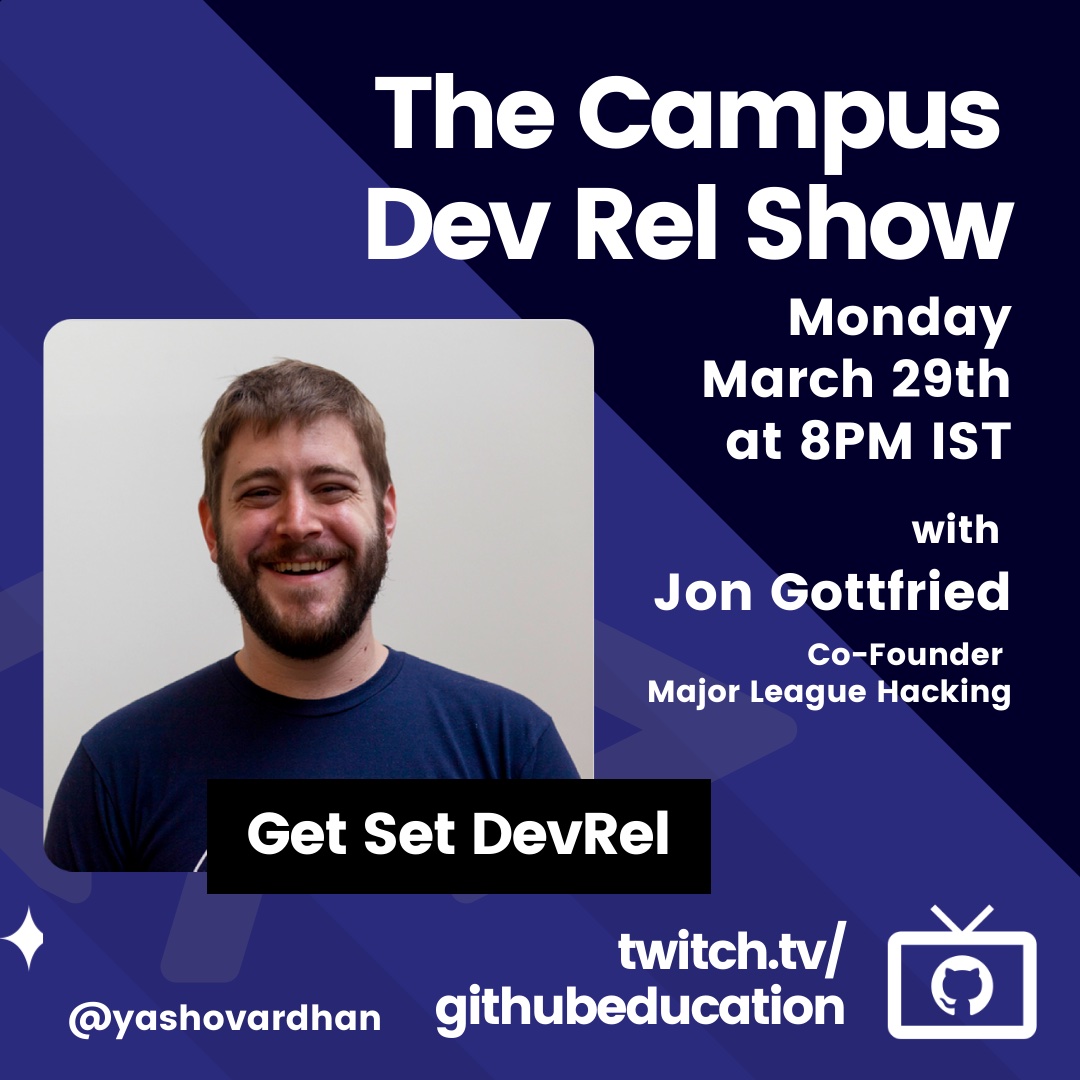 The Campus
Dev Rel Show
Monday
March 29th
at 8PM IST
with
Jon Gottfried
Co-Founder
Major League Hacking
Get Set DevRel
twitch.tv/
githubeducation
@yashovardhan